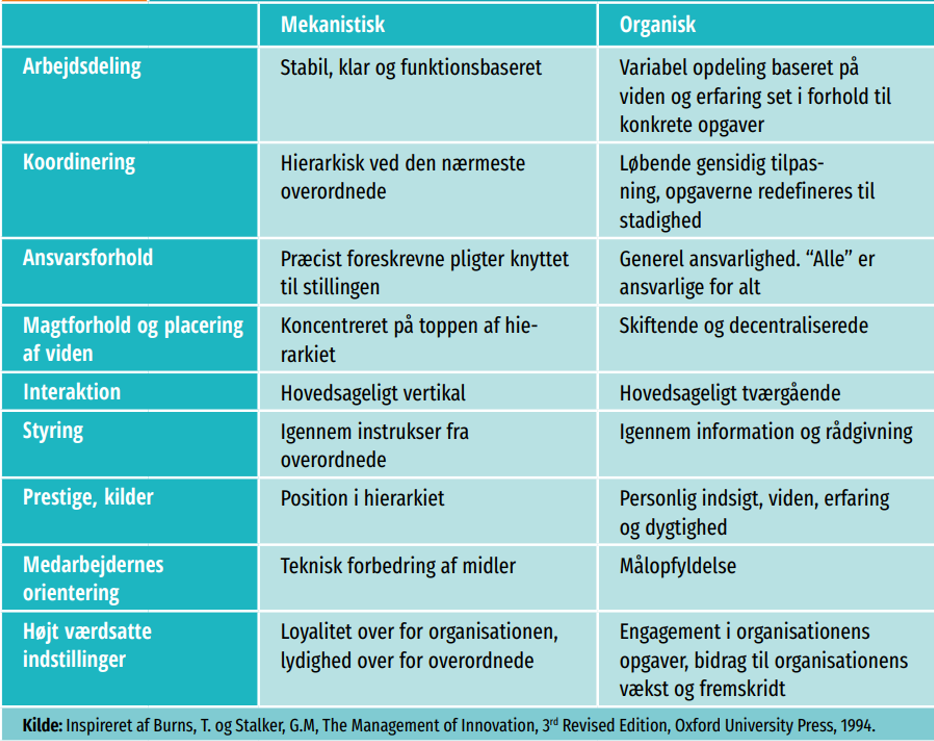 Mekanistisk
Organisk
Arbejdsdeling
Stabil, klar og funktionsbaseret
Variabel opdeling baseret på
viden og erfaring set i forhold til
konkrete opgaver
Koordinering
Hierarkisk ved den nærmeste
overordnede
Løbende gensidig tilpas-
ning, opgaverne redefineres til
stadighed
Ansvarsforhold
Præcist foreskrevne pligter knyttet
til stillingen
Generel ansvarlighed. “Alle” er
ansvarlige for alt
Magtforhold og placering
af viden
Koncentreret på toppen af hie-
rarkiet
Skiftende og decentraliserede
Interaktion
Hovedsageligt vertikal
Hovedsageligt tværgående
Styring
Igennem instrukser fra
overordnede
Igennem information og rådgivning
Prestige, kilder
Position i hierarkiet
Personlig indsigt, viden, erfaring
og dygtighed
Medarbejdernes
orientering
Teknisk forbedring af midler
Målopfyldelse
Højt værdsatte
indstillinger
Loyalitet over for organisationen,
lydighed over for overordnede
Engagement i organisationens
opgaver, bidrag til organisationens
vækst og fremskridt
Kilde: Inspireret af Burns, T. og Stalker, G.M, The Management of Innovation, 3rd Revised Edition, Oxford University Press, 1994.